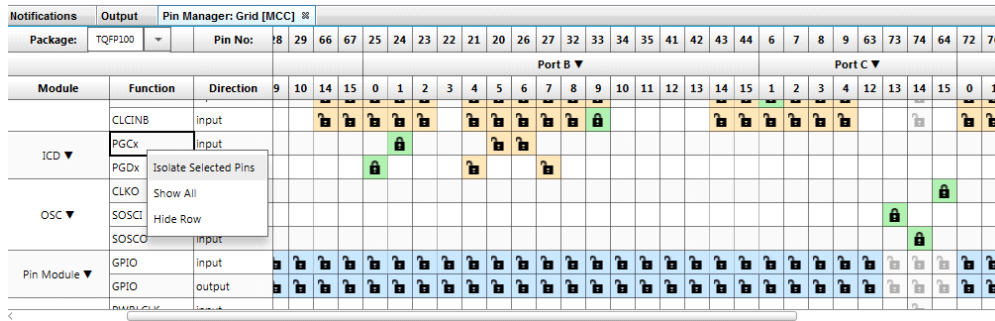 Notifications Output Pin Manager: Grid [MCC]
Package: TQFP100 Pin No: 28 29 66 67 25 24 23 22 21 20 26 27 32 33 34 35 41 42 43 44 6 7 8 9 63 73 74 64 72
Port B ▼ Port C ▼
Module Function Direction 9 10 14 15 0 1 2 3 4 5 6 7 8 9 10 11 12 13 14 15 1 2 3 4 12 13 14 15 0 1
CLCINB input
ICD ▼ PGCx input
PGDx
Isolate Selected Pins
OSC ▼ CLKO
Show All
SOSCI
Hide Row
SOSCO input
Pin Module ▼ GPIO input
GPIO output